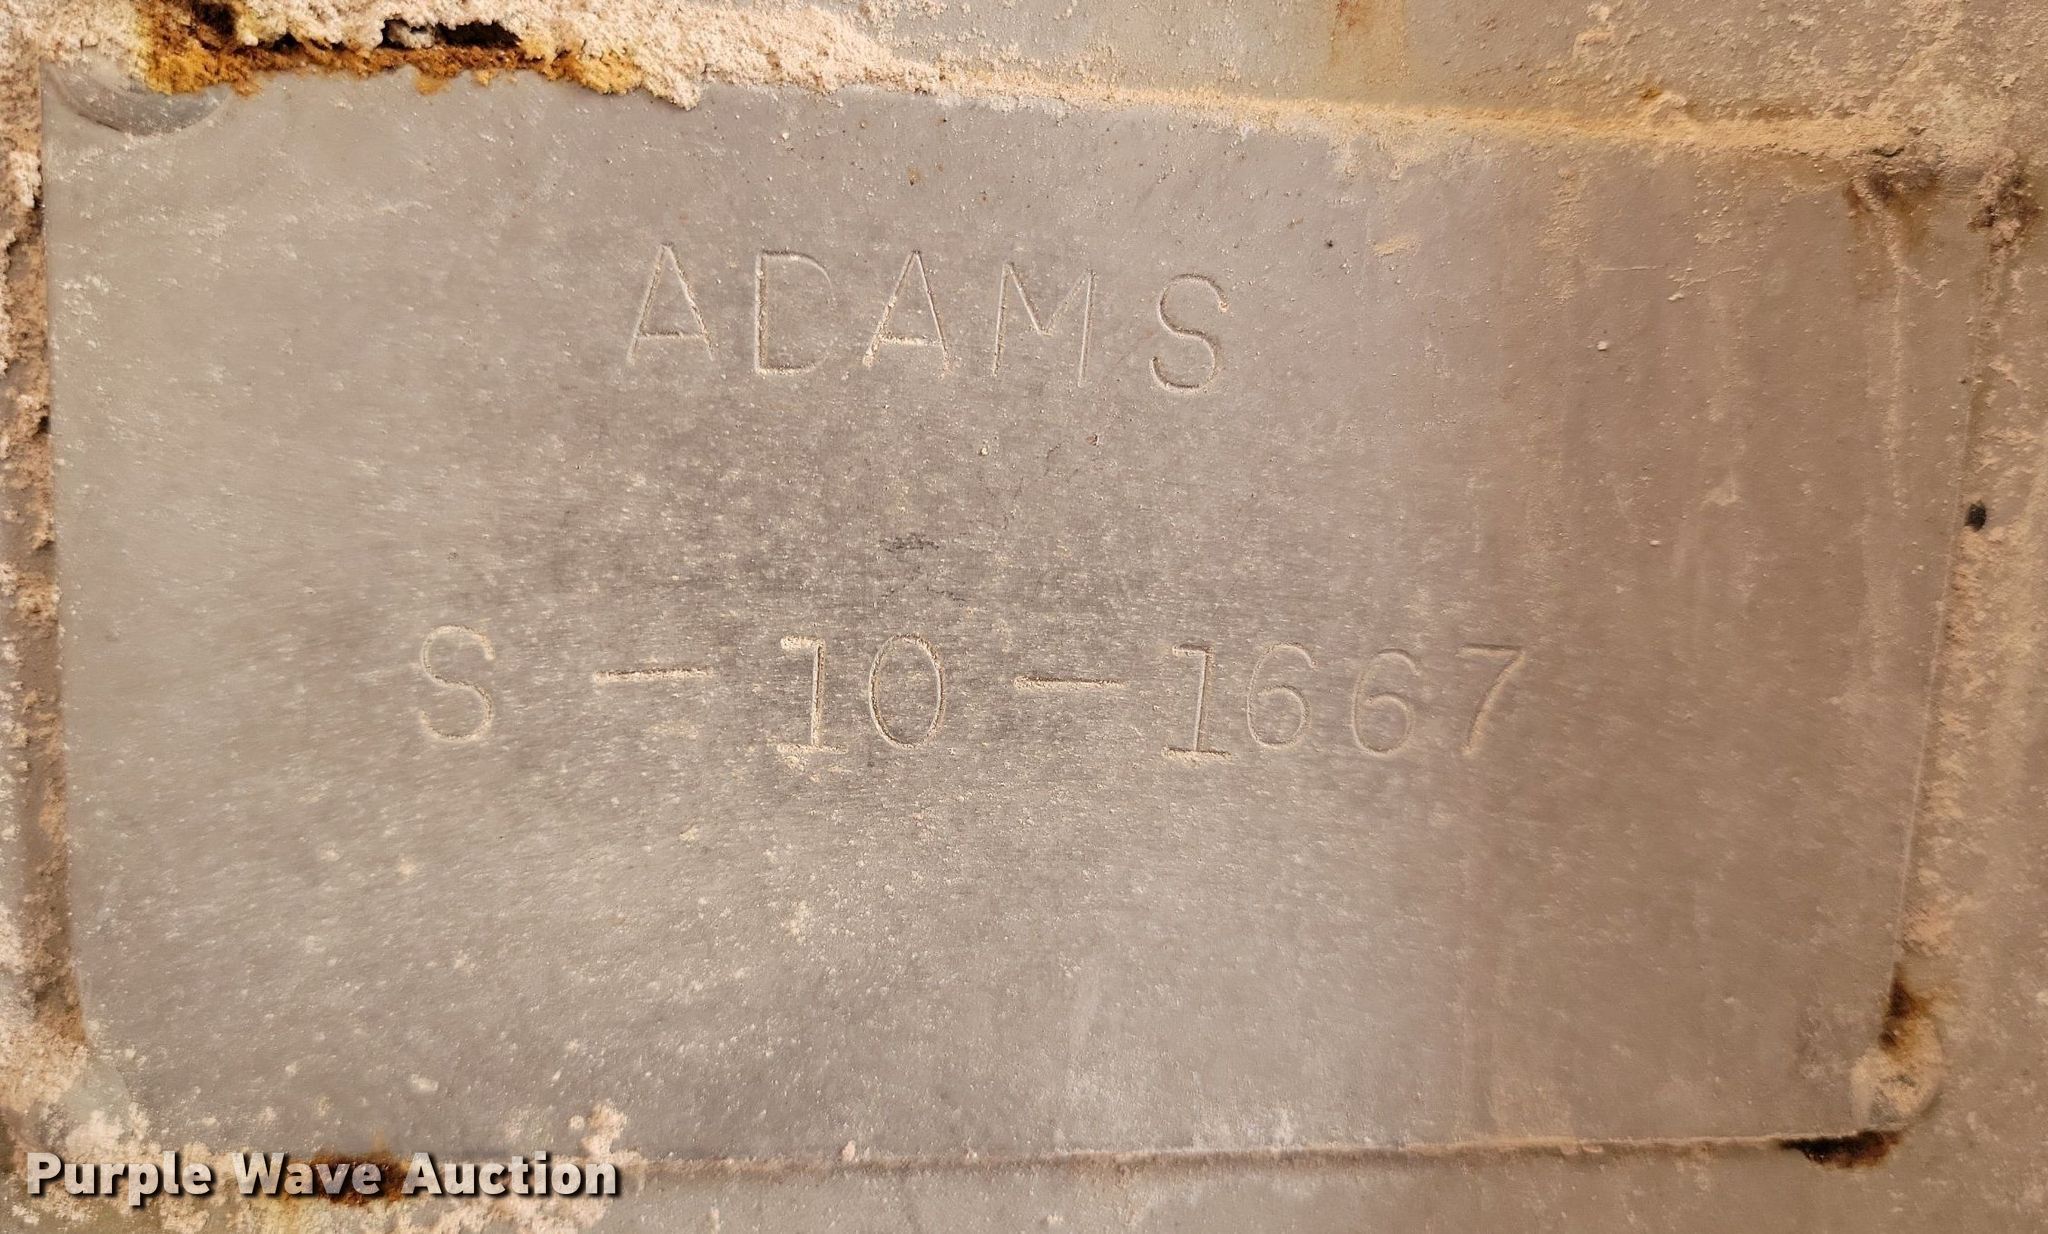 ADAMS
S-10-1667
Purple Wave Auction